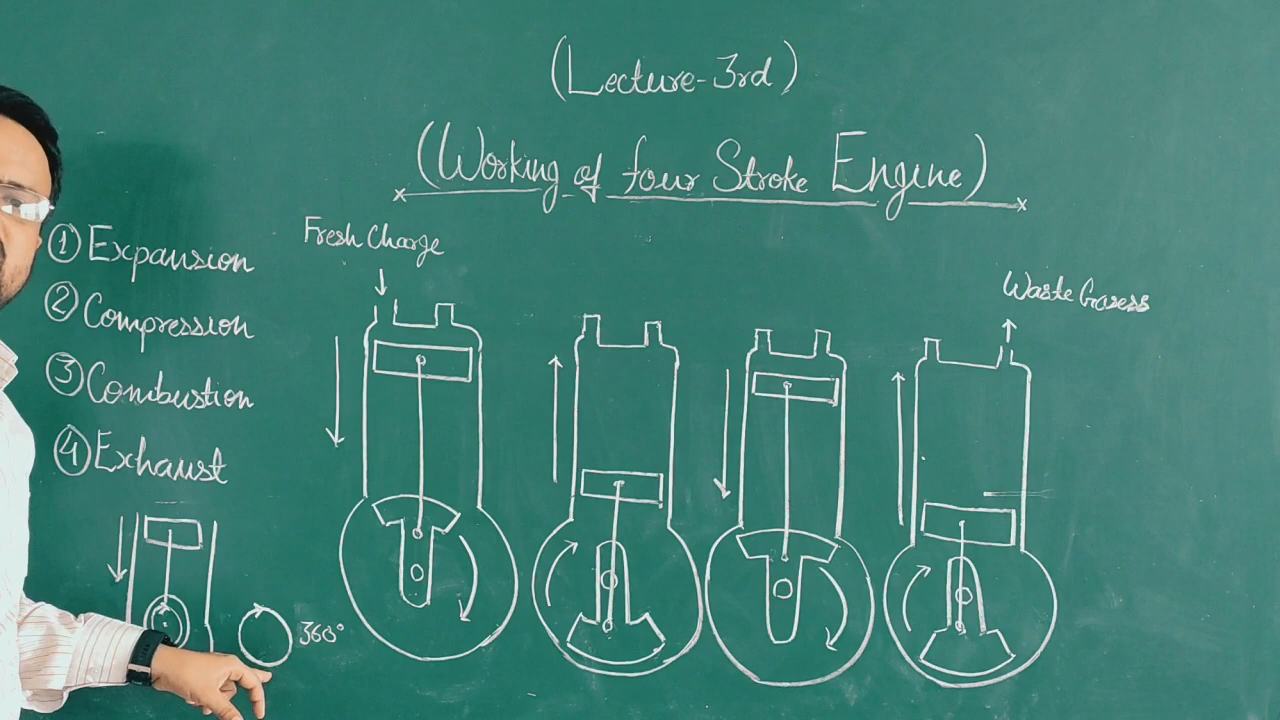 (Lecture-3rd)
(Working of four Stroke Engine)
Fresh Charge
① Expansion
② Compression
③ Combustion
④ Exhaust
Waste Gasess
360°